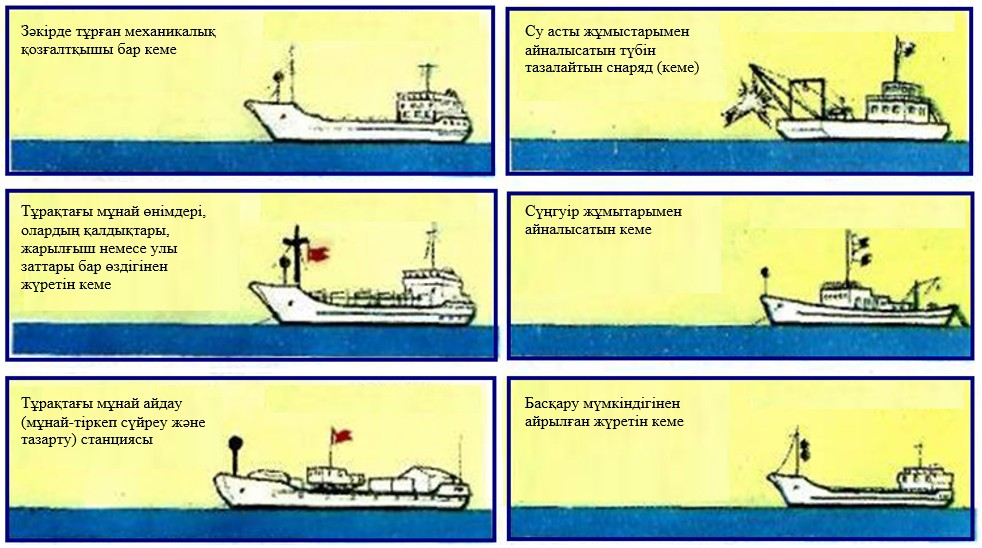 Зәкірде тұрған механикалық
қозғалтқышы бар кеме
Су асты жұмыстарымен
айналысатын түбін
тазалайтын снаряд (кеме)
Тұрақтағы мұнай өнімдері,
олардың қалдықтары,
жарылғыш немесе улы
заттары бар өздігінен
жүретін кеме
Сүңгуір жұмытарымен
айналысатын кеме
Тұрақтағы мұнай айдау
(мұнай-тіркеп сүйреу және
тазарту) станциясы
Басқару мүмкіндігінен
айрылған жүретін кеме